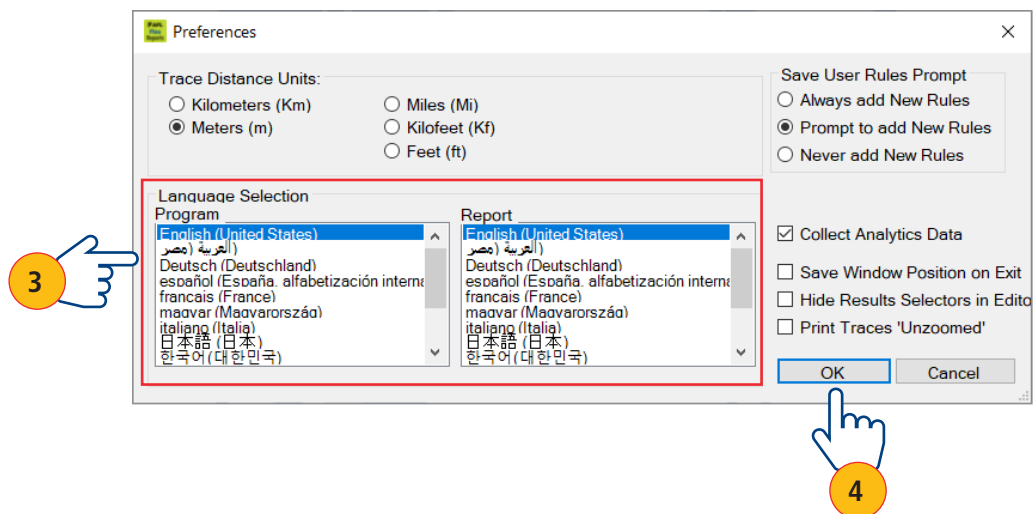 Preferences
Trace Distance Units:
Kilometers (Km)
Meters (m)
Miles (Mi)
Kilofeet (Kf)
Feet (ft)
Save User Rules Prompt
Always add New Rules
Prompt to add New Rules
Never add New Rules
Language Selection
Program
English (United States)
العربية (مصر)
Deutsch (Deutschland)
español (España, alfabetización interna
français (France)
magyar (Magyarország)
italiano (Italia)
日本語 (日本)
한국어(대한민국)
Report
English (United States)
العربية (مصر)
Deutsch (Deutschland)
español (España, alfabetización interna
français (France)
magyar (Magyarország)
italiano (Italia)
日本語 (日本)
한국어(대한민국)
Collect Analytics Data
Save Window Position on Exit
Hide Results Selectors in Edito
Print Traces 'Unzoomed'
OK
Cancel
3
4